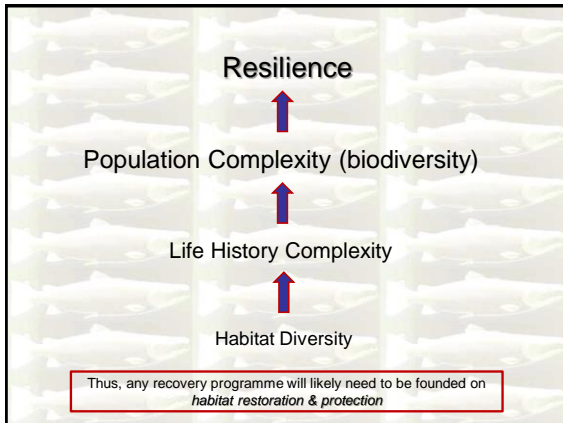 Resilience
Population Complexity (biodiversity)
Life History Complexity
Habitat Diversity
Thus, any recovery programme will likely need to be founded on
habitat restoration & protection